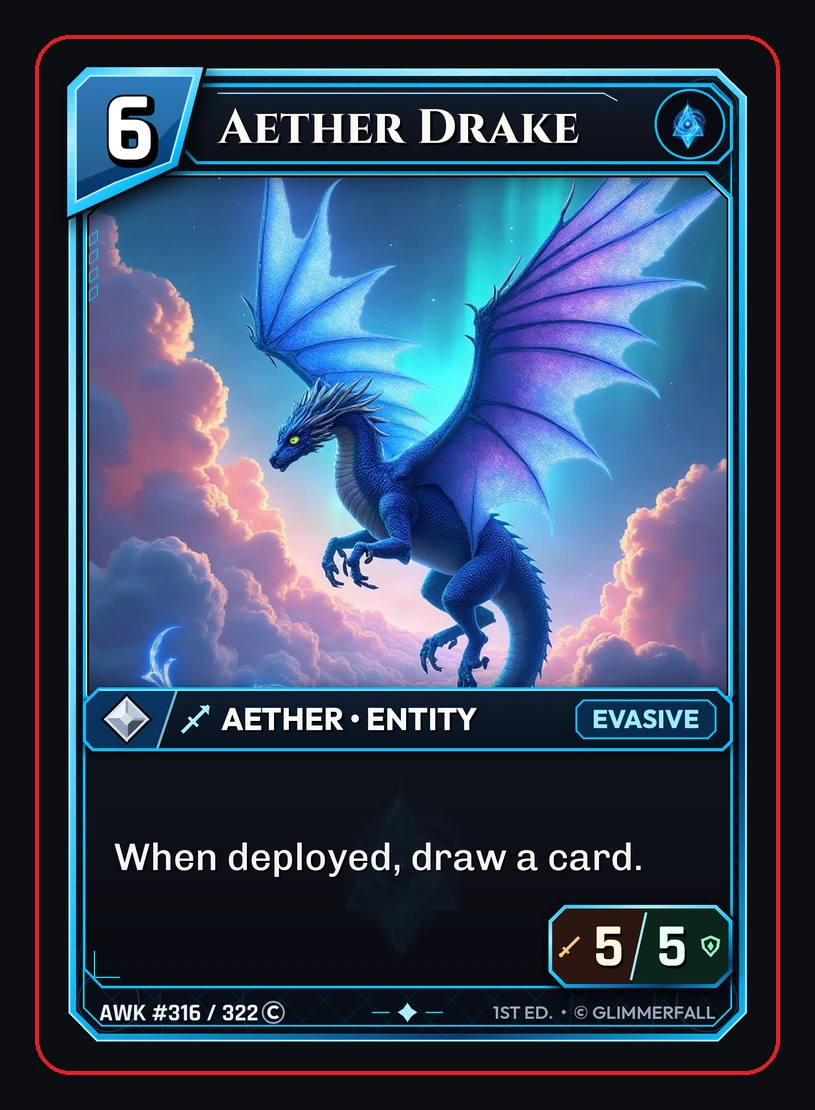 6
AETHER DRAKE
AETHER • ENTITY
EVASIVE
When deployed, draw a card.
5 / 5
AWK #316 / 322 Ⓒ
1ST ED. • © GLIMMERFALL